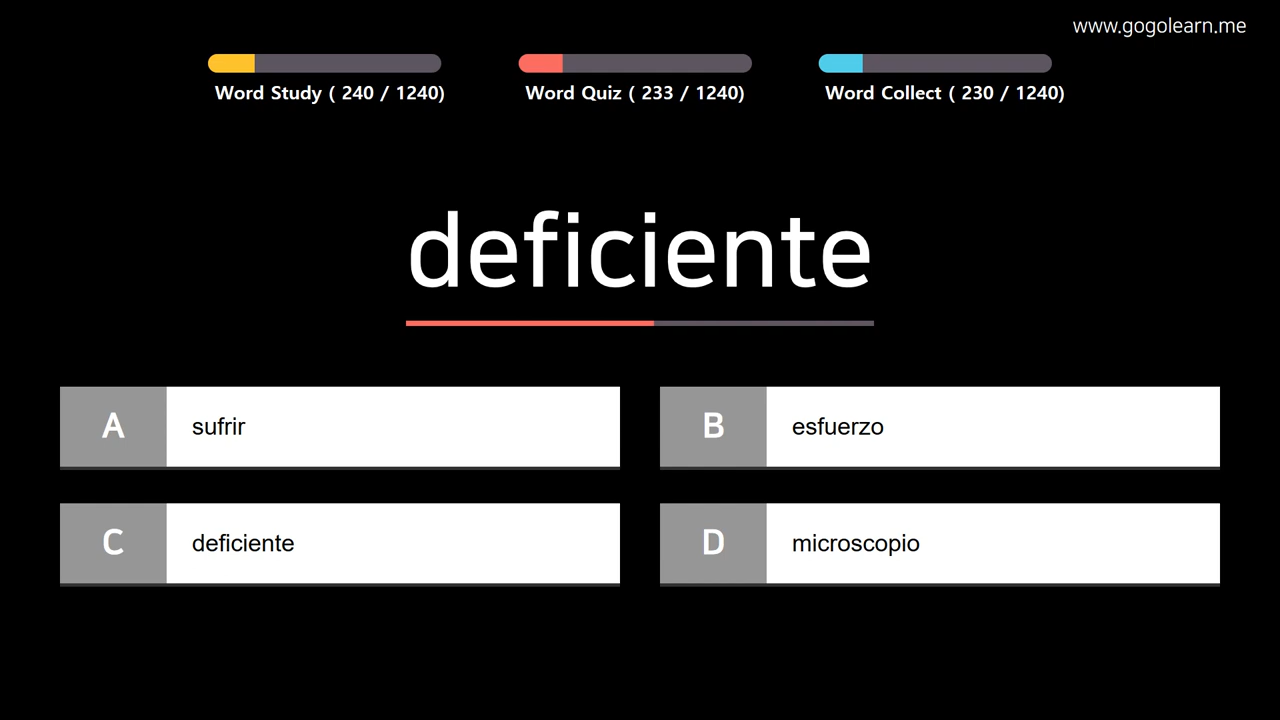 www.gogolearn.me
Word Study ( 240 / 1240)
Word Quiz ( 233 / 1240)
Word Collect ( 230 / 1240)
deficiente
A sufrir
B esfuerzo
C deficiente
D microscopio